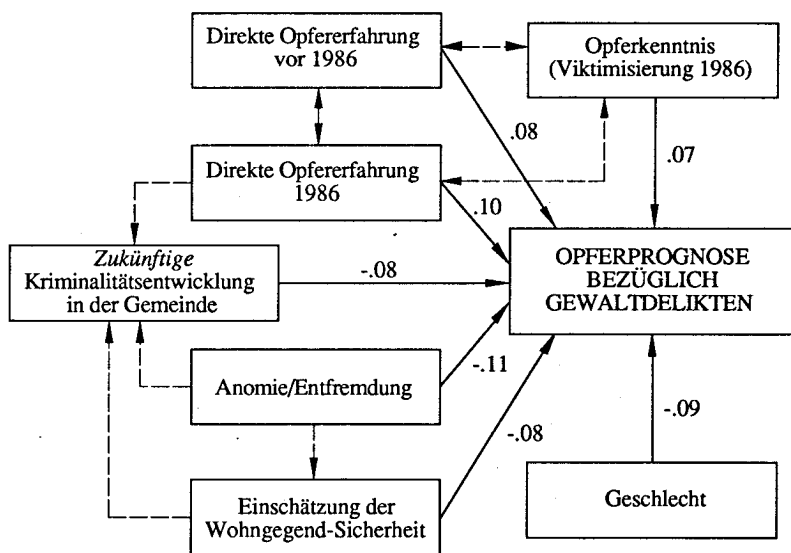 Direkte Opfererfahrung
vor 1986
Opferkenntnis
(Viktimisierung 1986)
.08
.07
Direkte Opfererfahrung
1986
.10
Zukünftige
Kriminalitätsentwicklung
in der Gemeinde
-.08
OPFERPROGNOSE
BEZÜGLICH
GEWALTDELIKTEN
Anomie/Entfremdung
-.11
-.08
-.09
Einschätzung der
Wohngegend-Sicherheit
Geschlecht